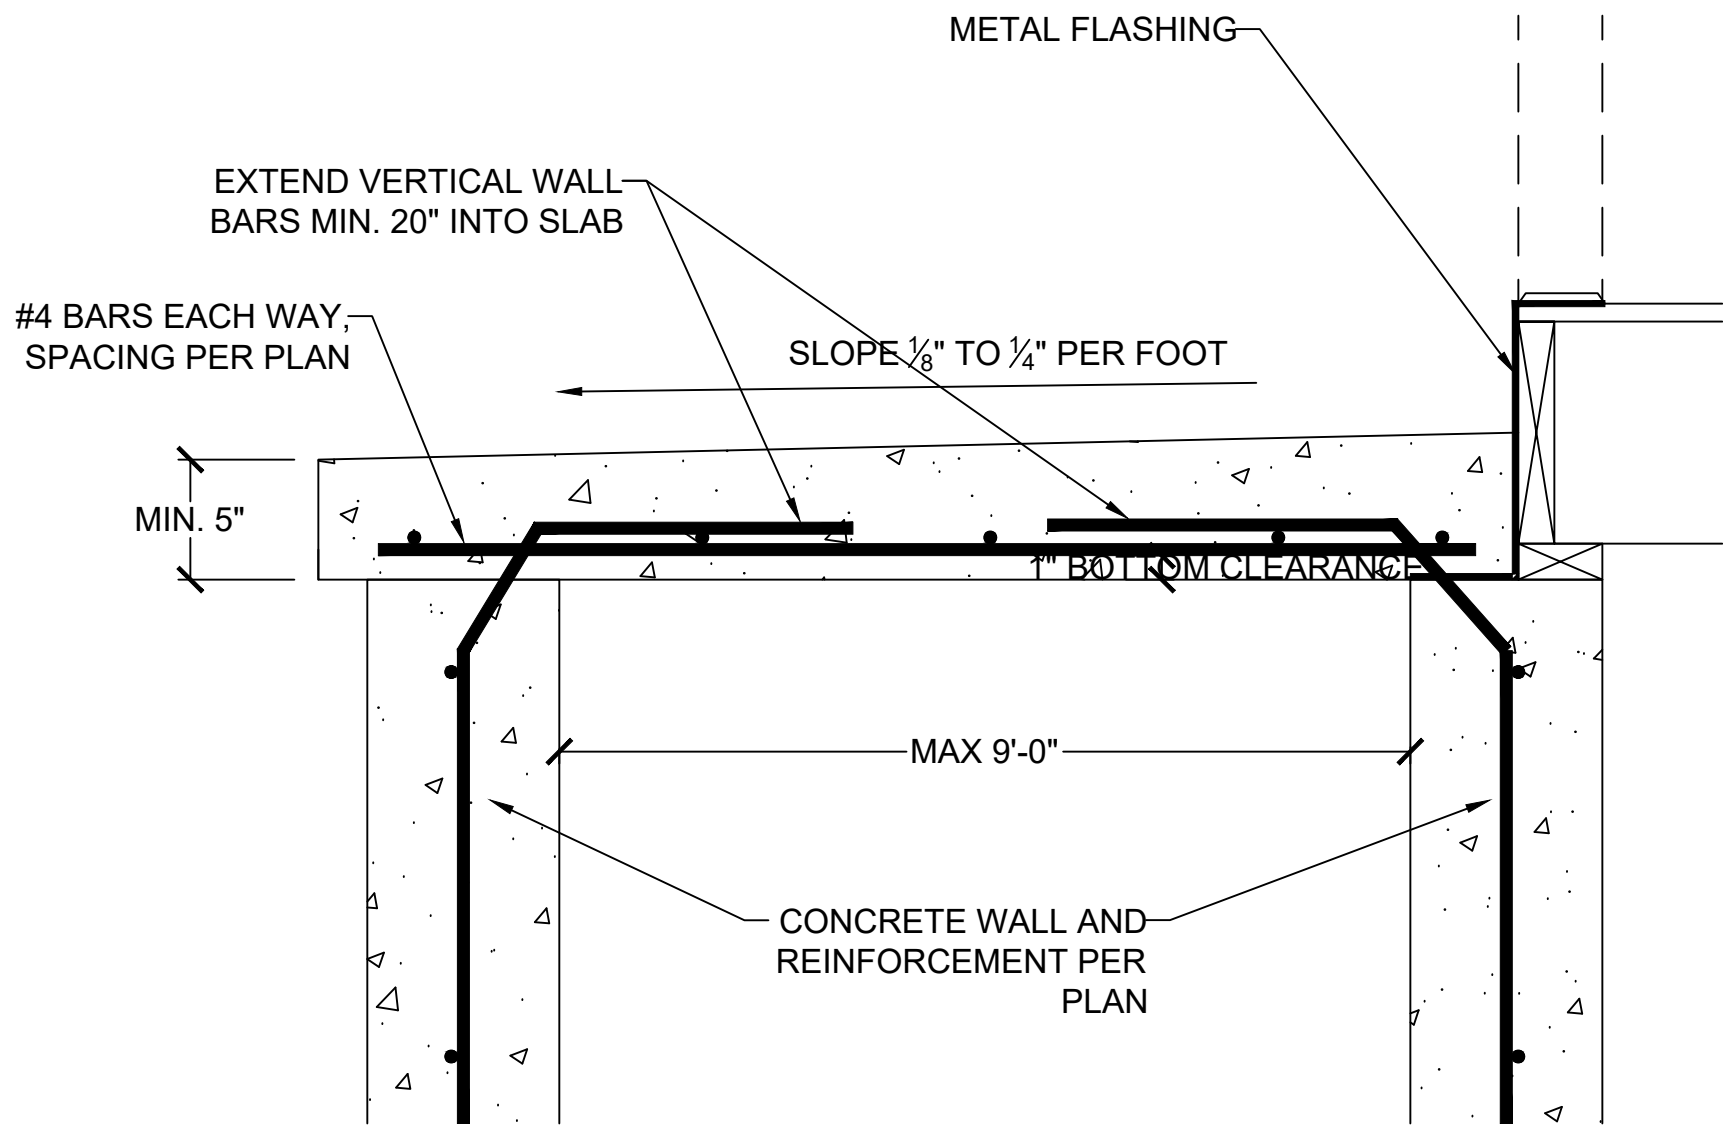 METAL FLASHING
EXTEND VERTICAL WALL
BARS MIN. 20" INTO SLAB
#4 BARS EACH WAY,
SPACING PER PLAN
SLOPE ⅛" TO ¼" PER FOOT
MIN. 5"
1" BOTTOM CLEARANCE
MAX 9'-0"
CONCRETE WALL AND
REINFORCEMENT PER
PLAN